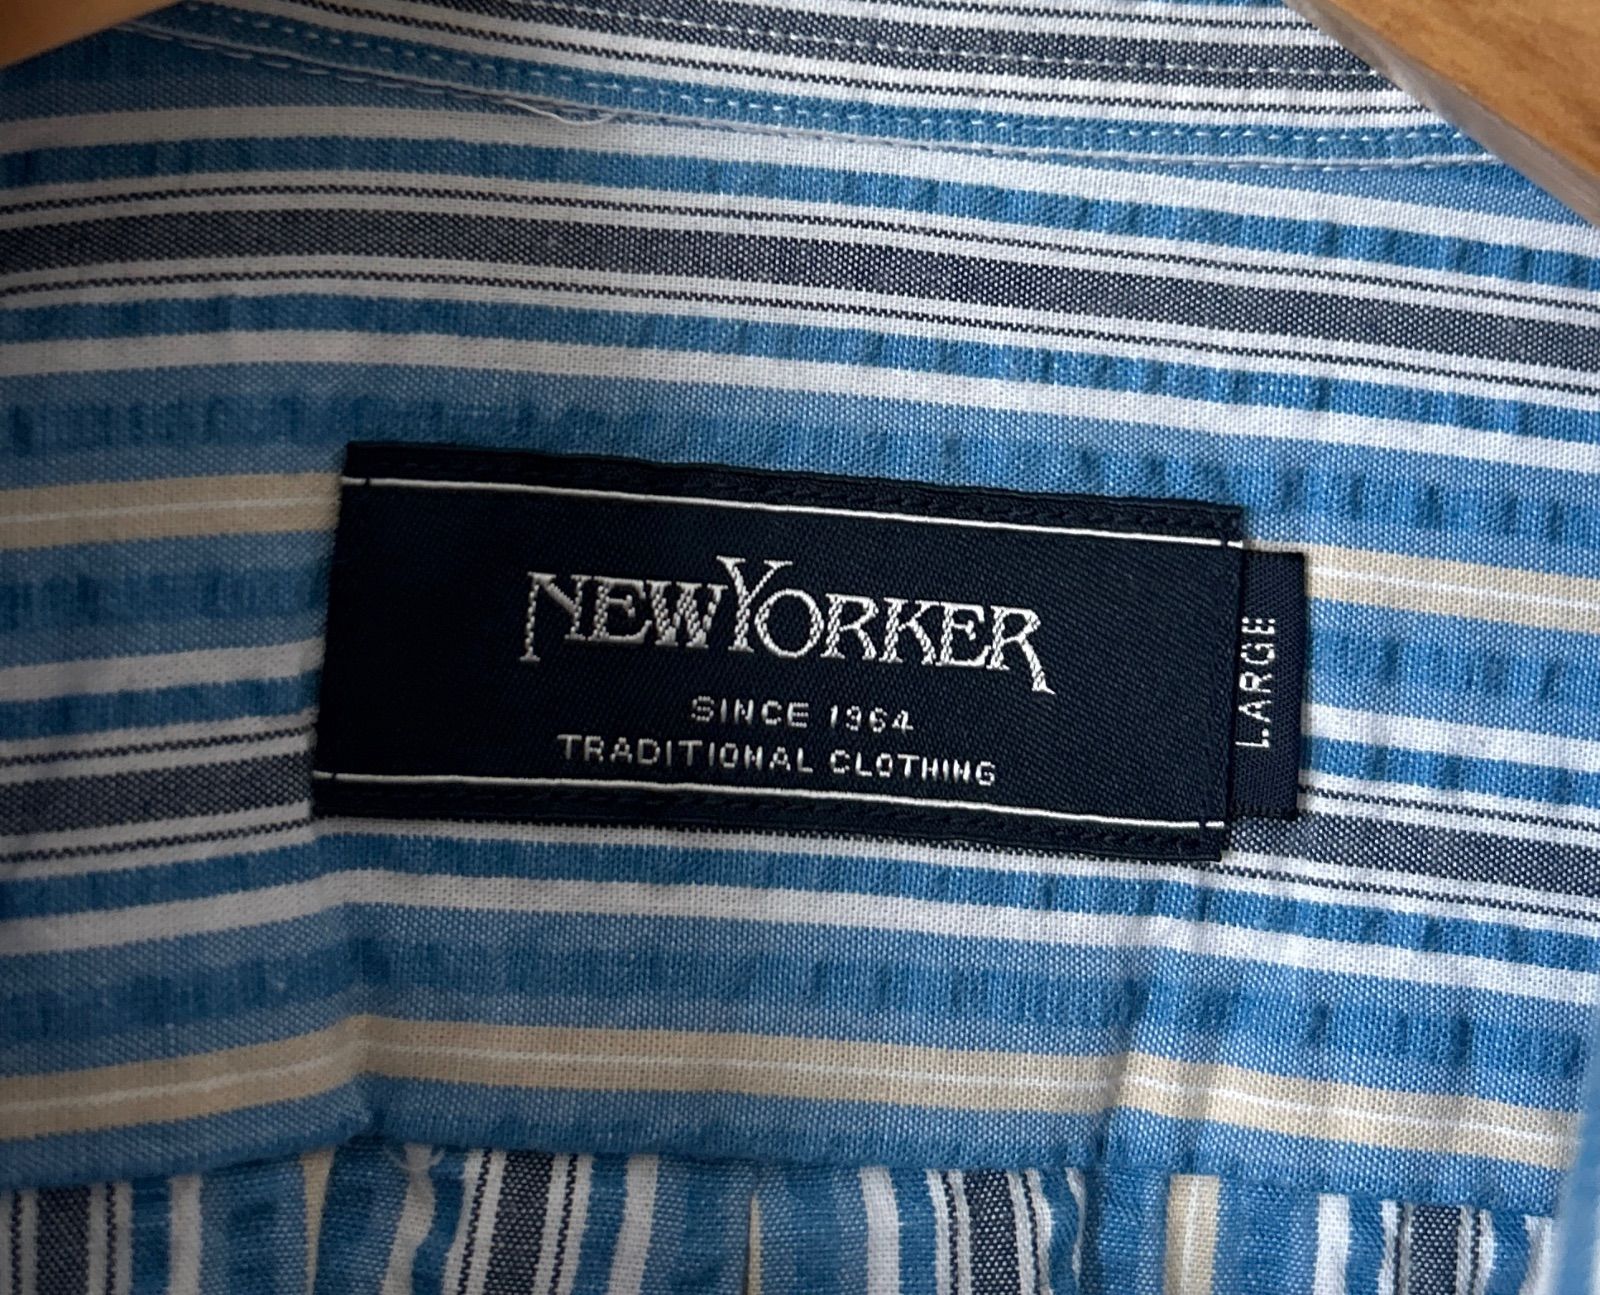 NEWYORKER
SINCE 1964
TRADITIONAL CLOTHING
LARGE